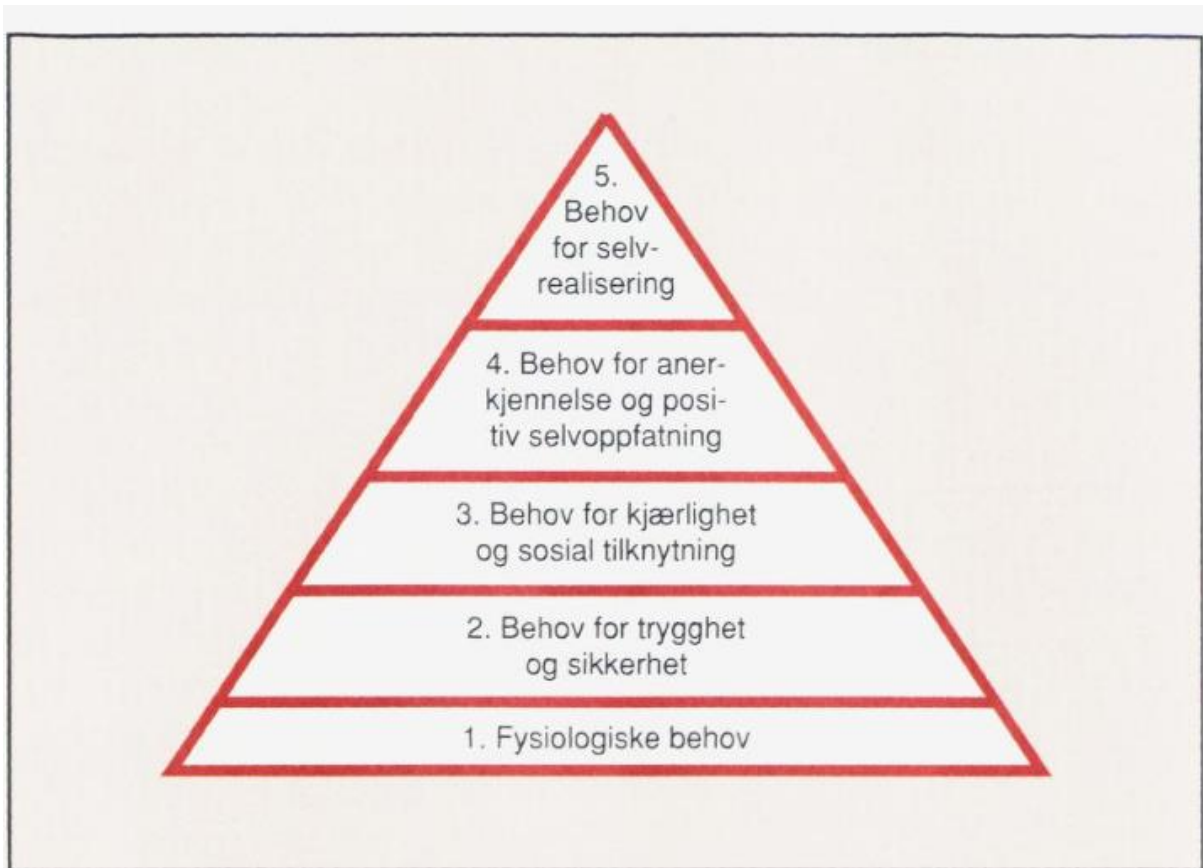 5.
Behov
for selv-
realisering
4. Behov for aner-
kjennelse og posi-
tiv selvoppfatning
3. Behov for kjærlighet
og sosial tilknytning
2. Behov for trygghet
og sikkerhet
1. Fysiologiske behov